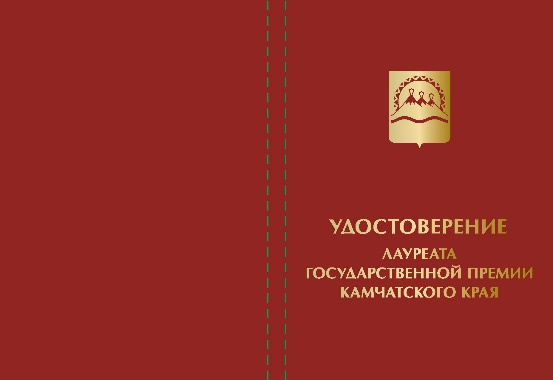 УДОСТОВЕРЕНИЕ
ЛАУРЕАТА
ГОСУДАРСТВЕННОЙ ПРЕМИИ
КАМЧАТСКОГО КРАЯ